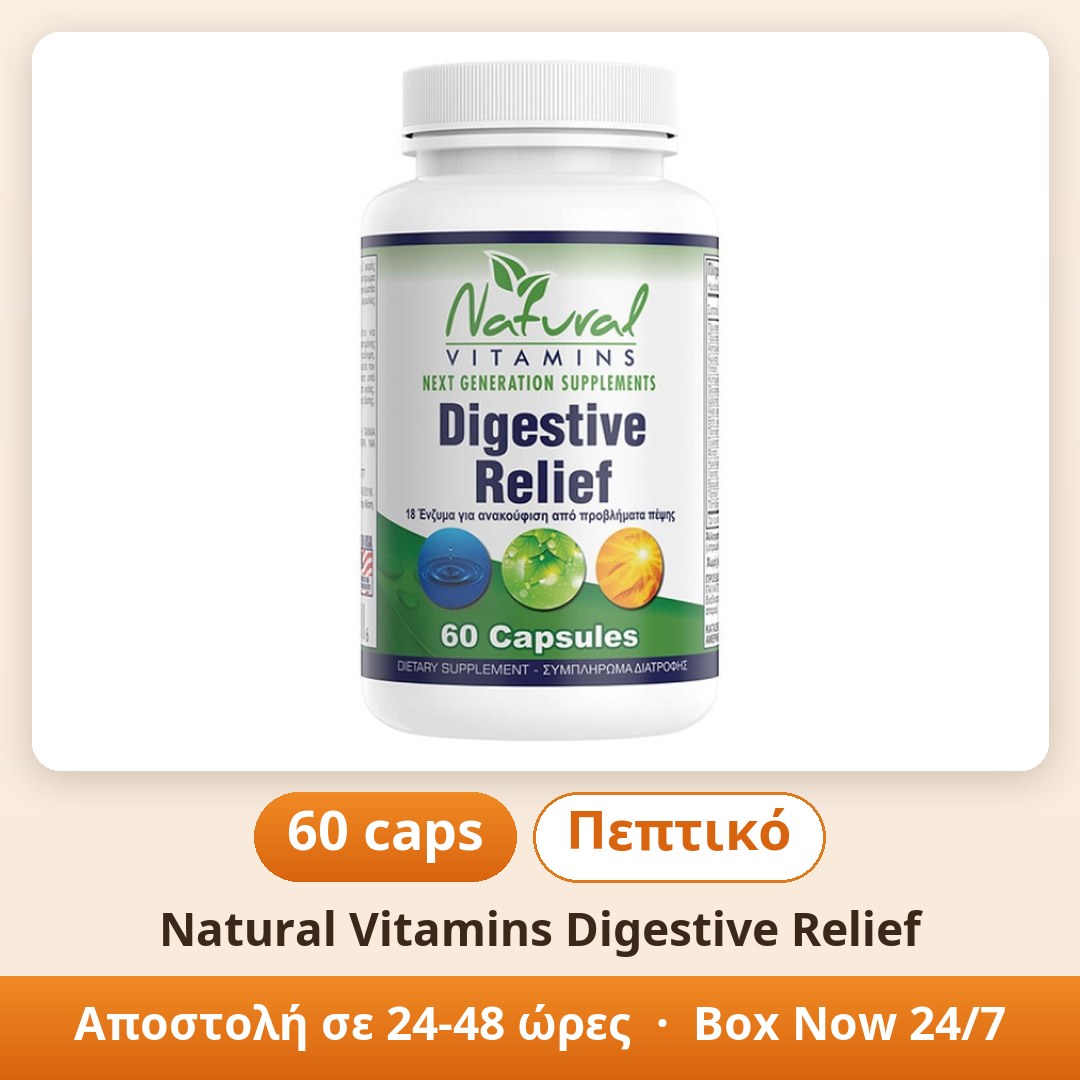 Natural
VITAMINS
NEXT GENERATION SUPPLEMENTS
Digestive
Relief
18 Ένζυμα για ανακούφιση από προβλήματα πέψης
60 Capsules
DIETARY SUPPLEMENT - ΣΥΜΠΛΗΡΩΜΑ ΔΙΑΤΡΟΦΗΣ
60 caps
Πεπτικό
Natural Vitamins Digestive Relief
Αποστολή σε 24-48 ώρες · Box Now 24/7